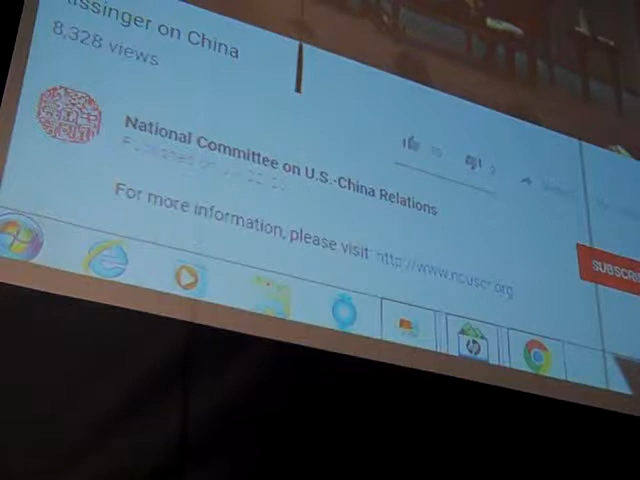 issinger on China
8,328 views
National Committee on U.S.-China Relations
For more information, please visit http://www.ncuscr.org
SUBSCRI
hp